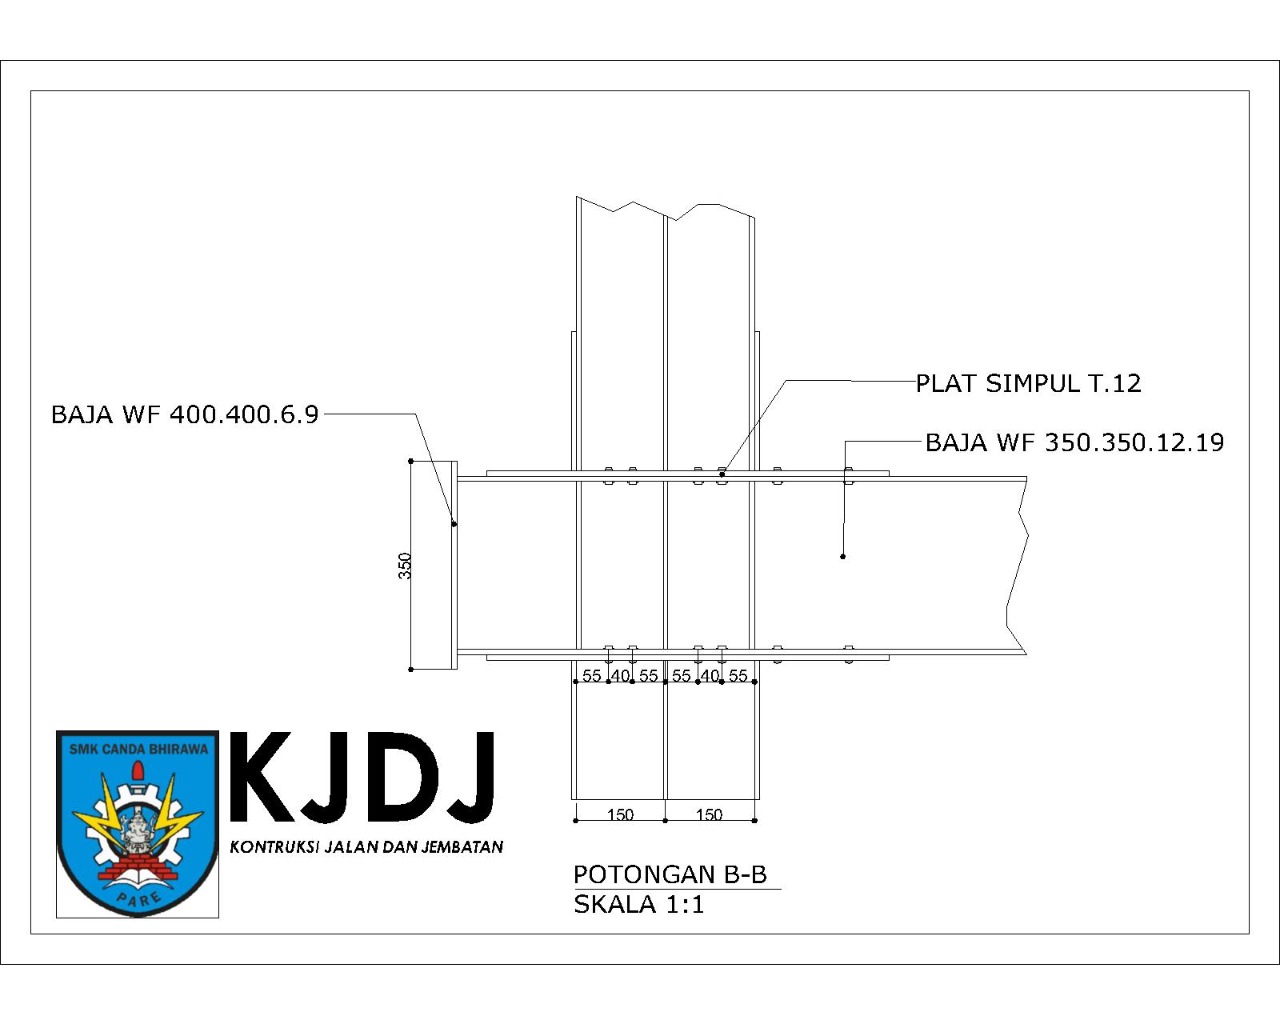 PLAT SIMPUL T.12
BAJA WF 400.400.6.9
BAJA WF 350.350.12.19
350
55 40 55 55 40 55
SMK CANDA BHIRAWA
PARE
KJDJ
KONTRUKSI JALAN DAN JEMBATAN
150 150
POTONGAN B-B
SKALA 1:1